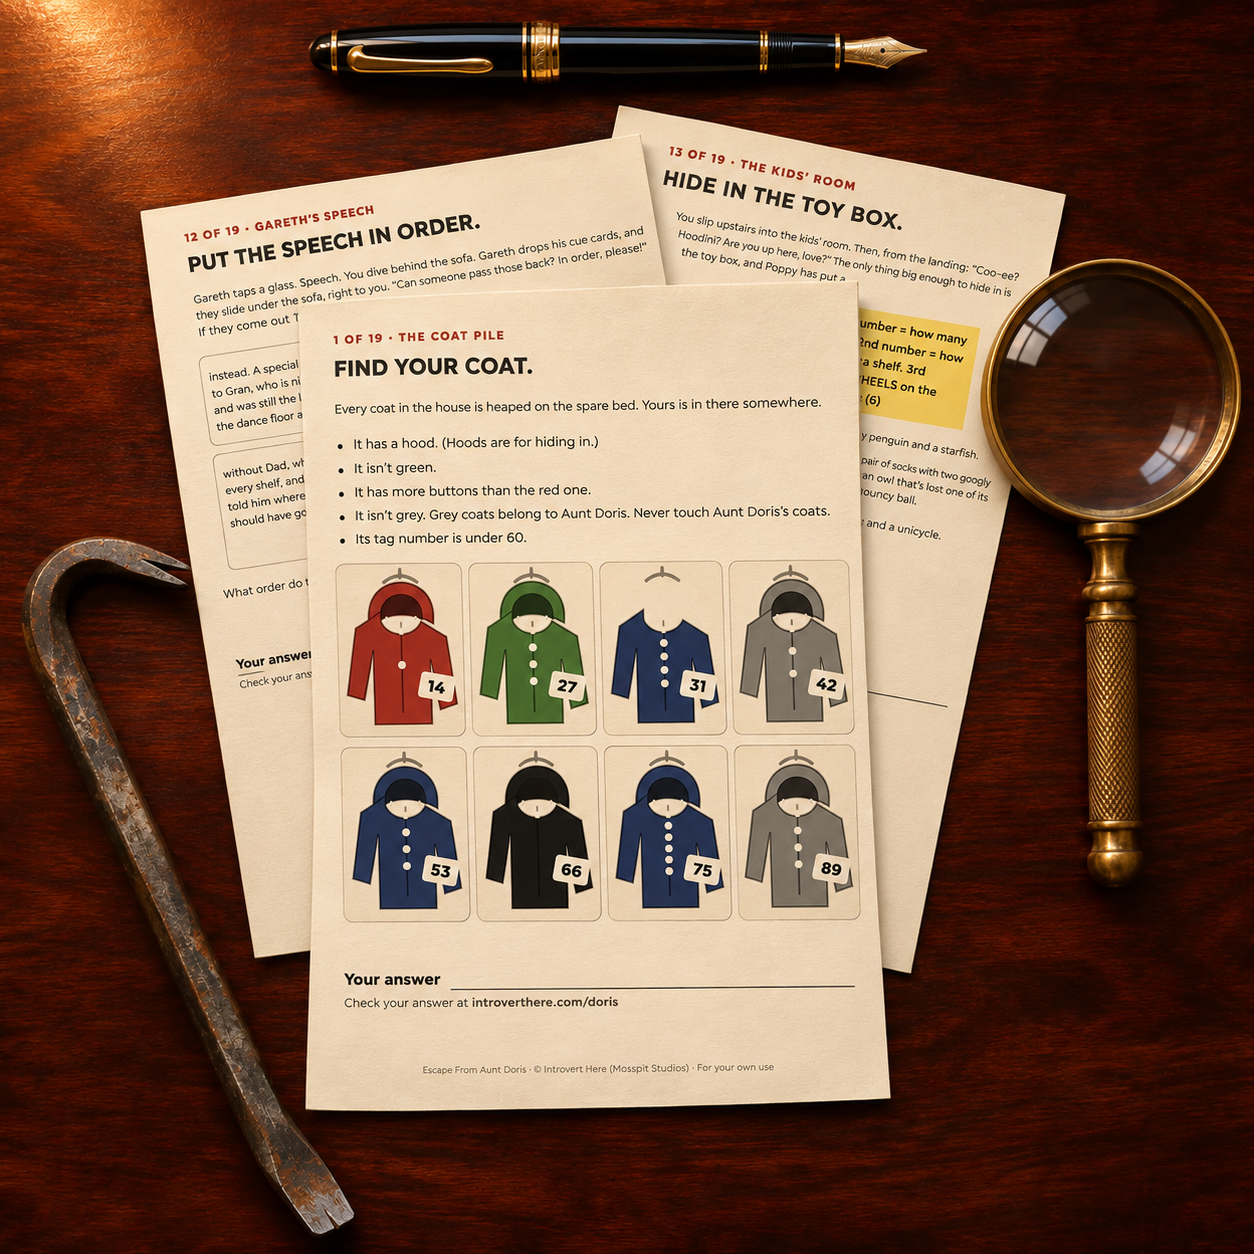 12 OF 19 · GARETH'S SPEECH
PUT THE SPEECH IN ORDER.
Gareth taps a glass. Speech. You dive behind the sofa. Gareth drops his cue cards, and
they slide under the sofa, right to you. "Can someone pass those back? In order, please!"
If they come out
instead. A special
to Gran, who is
and was still the
the dance floor
without Dad,
every shelf, and
told him where
should have
What order do
Your answer
Check your
13 OF 19 · THE KIDS' ROOM
HIDE IN THE TOY BOX.
You slip upstairs into the kids' room. Then, from the landing: "Coo-ee?
Hoodini? Are you up here, love?" The only thing big enough to hide in is
the toy box, and Poppy has put a
= how many
2nd number = how
a shelf. 3rd
WHEELS on the
(6)
penguin and a starfish.
pair of socks with two googly
an owl that's lost one of its
bouncy ball.
and a unicycle.
1 OF 19 · THE COAT PILE
FIND YOUR COAT.
Every coat in the house is heaped on the spare bed. Yours is in there somewhere.
• It has a hood. (Hoods are for hiding in.)
• It isn't green.
• It has more buttons than the red one.
• It isn't grey. Grey coats belong to Aunt Doris. Never touch Aunt Doris's coats.
• Its tag number is under 60.
14 27 31 42
53 66 75 89
Your answer
Check your answer at introverthere.com/doris
Escape From Aunt Doris · © Introvert Here (Mosspit Studios) · For your own use